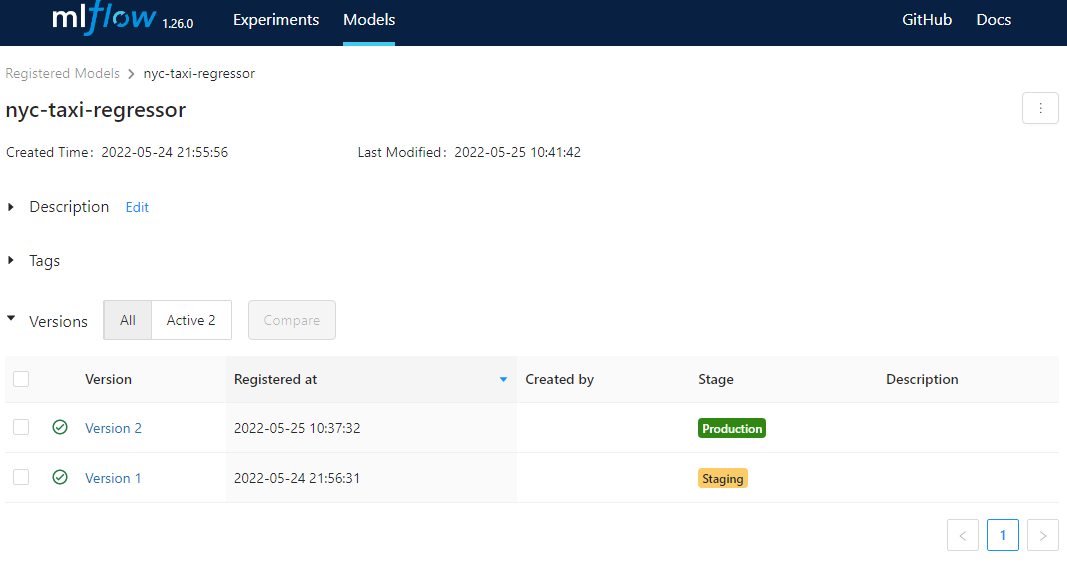 mlflow 1.26.0 Experiments Models GitHub Docs
Registered Models > nyc-taxi-regressor
nyc-taxi-regressor
Created Time: 2022-05-24 21:55:56 Last Modified: 2022-05-25 10:41:42
Description Edit
Tags
Versions All Active 2 Compare
Version Registered at Created by Stage Description
Version 2 2022-05-25 10:37:32 Production
Version 1 2022-05-24 21:56:31 Staging
< 1 >